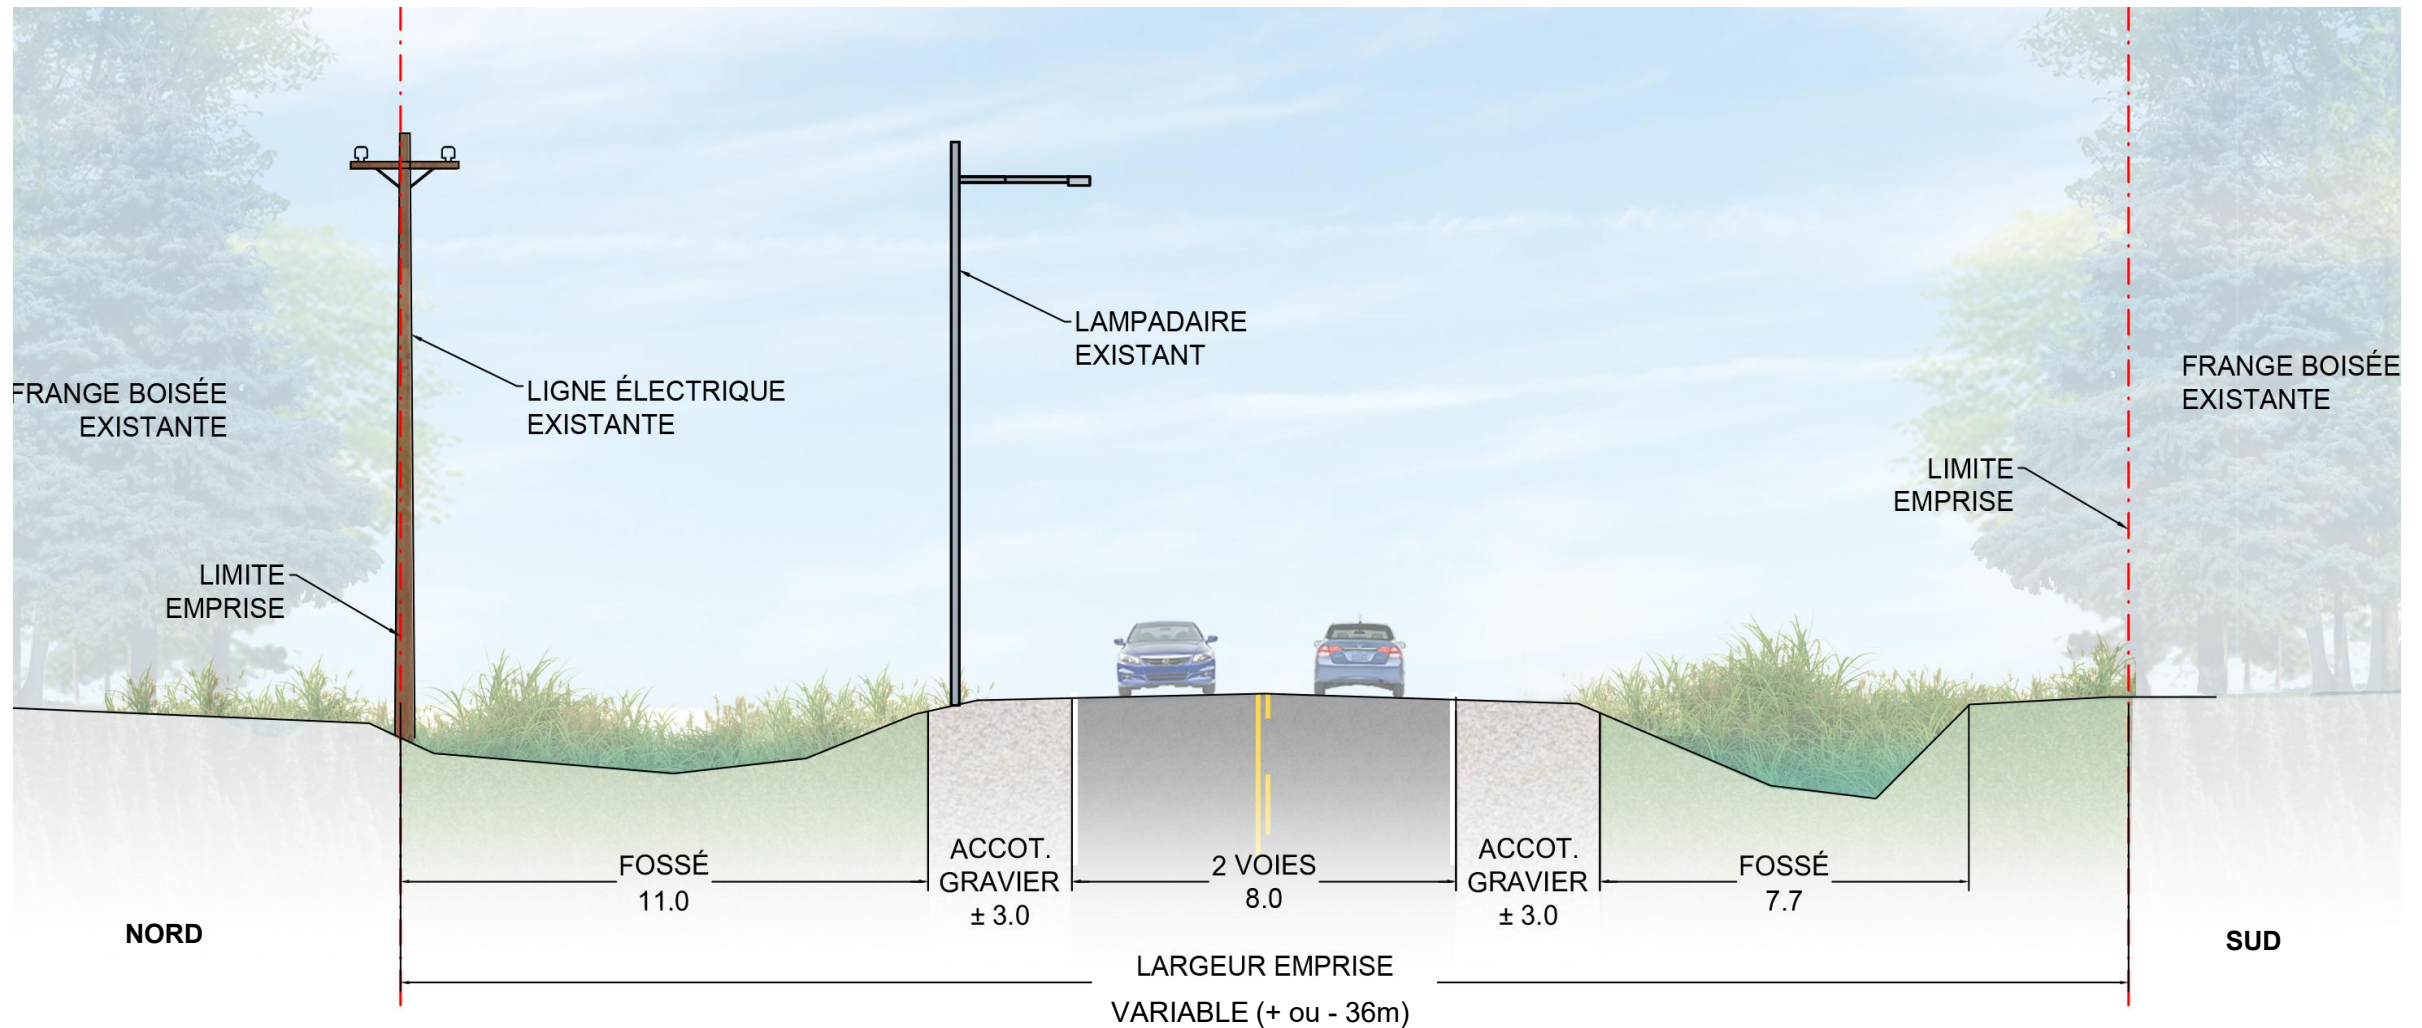 LAMPADAIRE
EXISTANT
FRANGE BOISÉE
EXISTANTE
LIGNE ÉLECTRIQUE
EXISTANTE
FRANGE BOISÉE
EXISTANTE
LIMITE
EMPRISE
LIMITE
EMPRISE
FOSSÉ
11.0
ACCOT.
GRAVIER
± 3.0
2 VOIES
8.0
ACCOT.
GRAVIER
± 3.0
FOSSÉ
7.7
NORD
SUD
LARGEUR EMPRISE
VARIABLE (+ ou - 36m)